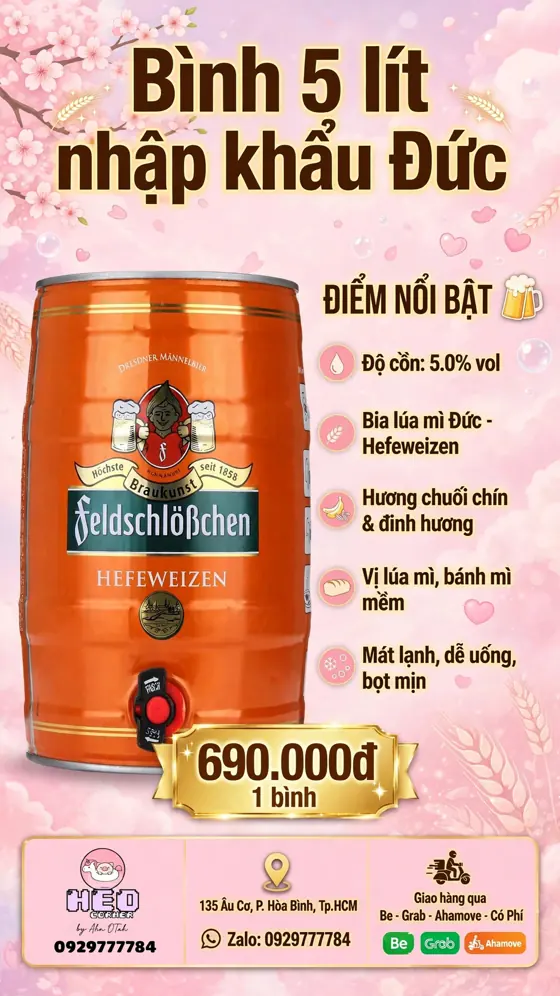 Bình 5 lít
nhập khẩu Đức
ĐIỂM NỔI BẬT
Độ cồn: 5.0% vol
Bia lúa mì Đức -
Hefeweizen
Hương chuối chín
& đinh hương
Vị lúa mì, bánh mì
mềm
Mát lạnh, dễ uống,
bọt mịn
DRESDNER MÄNNELBIER
Höchste
seit 1858
Braukunst
Feldschlößchen
HEFEWEIZEN
690.000đ
1 bình
HEO
CORNER
0929777784
135 Âu Cơ, P. Hòa Bình, Tp.HCM
Zalo: 0929777784
Giao hàng qua
Be - Grab - Ahamove - Có Phí
Be
Grab
Ahamove